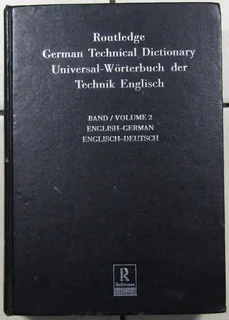 Routledge
German Technical Dictionary
Universal-Wörterbuch der
Technik Englisch
BAND / VOLUME 2
ENGLISH–GERMAN
ENGLISCH–DEUTSCH
R